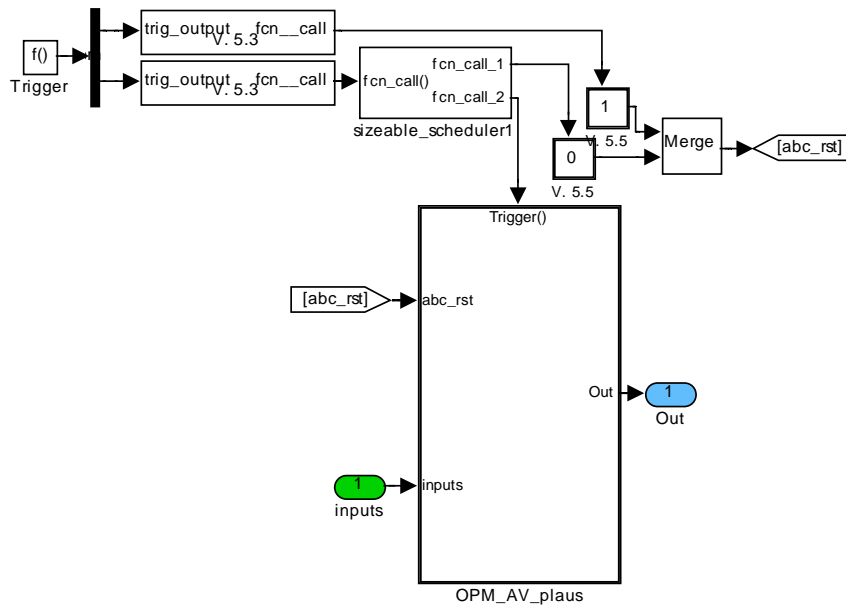 f()
Trigger
trig_output fcn__call
V. 5.3
trig_output fcn__call
V. 5.3
fcn_call()
fcn_call_1
fcn_call_2
sizeable_scheduler1
1
V. 5.5
0
V. 5.5
Merge
[abc_rst]
Trigger()
[abc_rst]
abc_rst
Out
1
Out
1
inputs
inputs
OPM_AV_plaus